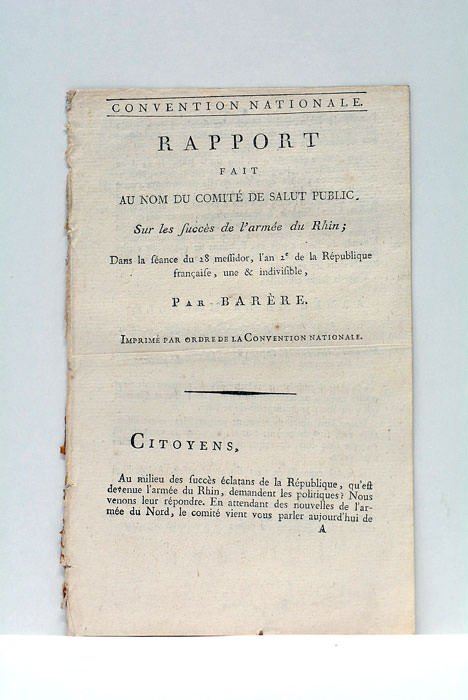 CONVENTION NATIONALE.
RAPPORT
FAIT
AU NOM DU COMITÉ DE SALUT PUBLIC,
Sur les ſuccès de l'armée du Rhin;
Dans la ſéance du 28 meſſidor, l'an 2e de la République
françaiſe, une & indiviſible,
PAR BARÈRE.
IMPRIMÉ PAR ORDRE DE LA CONVENTION NATIONALE.
CITOYENS,
Au milieu des ſuccès éclatans de la République, qu'eſt
devenue l'armée du Rhin, demandent les politiques? Nous
venons leur répondre. En attendant des nouvelles de l'ar-
mée du Nord, le comité vient vous parler aujourd'hui de
A